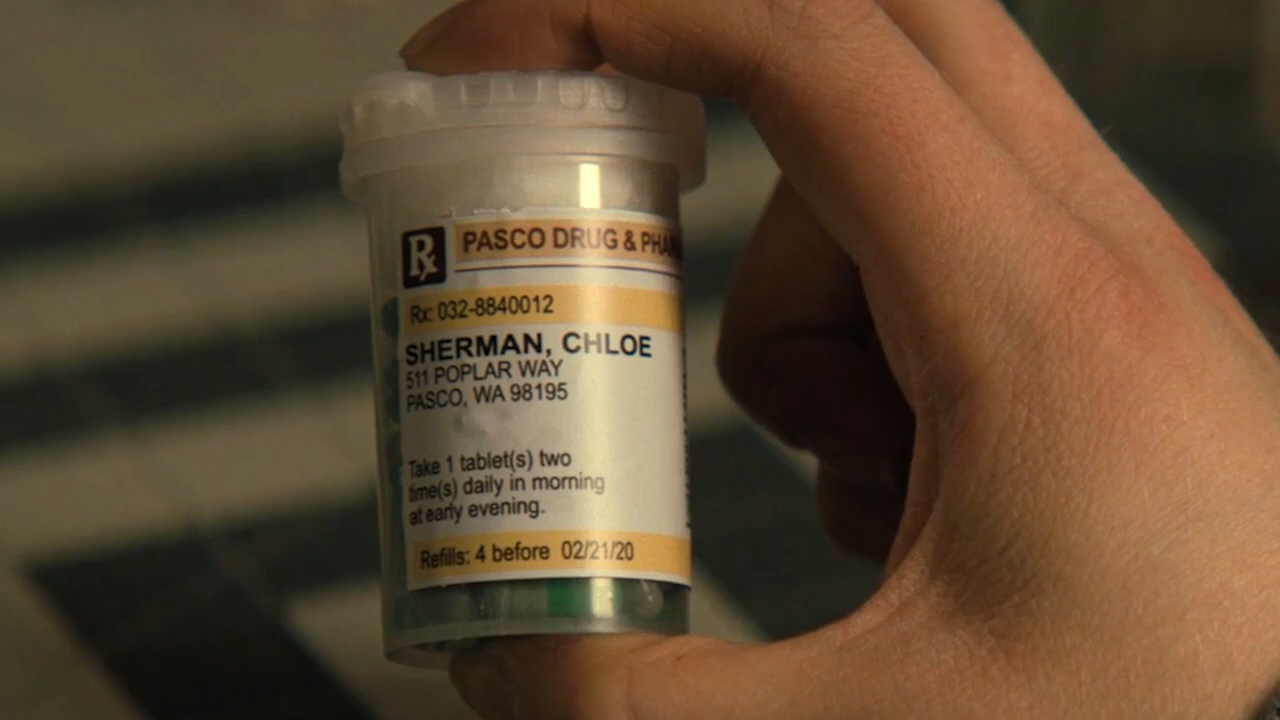 Rx
PASCO DRUG & PHA
Rx: 032-8840012
SHERMAN, CHLOE
511 POPLAR WAY
PASCO, WA 98195
Take 1 tablet(s) two
time(s) daily in morning
at early evening.
Refills: 4 before 02/21/20